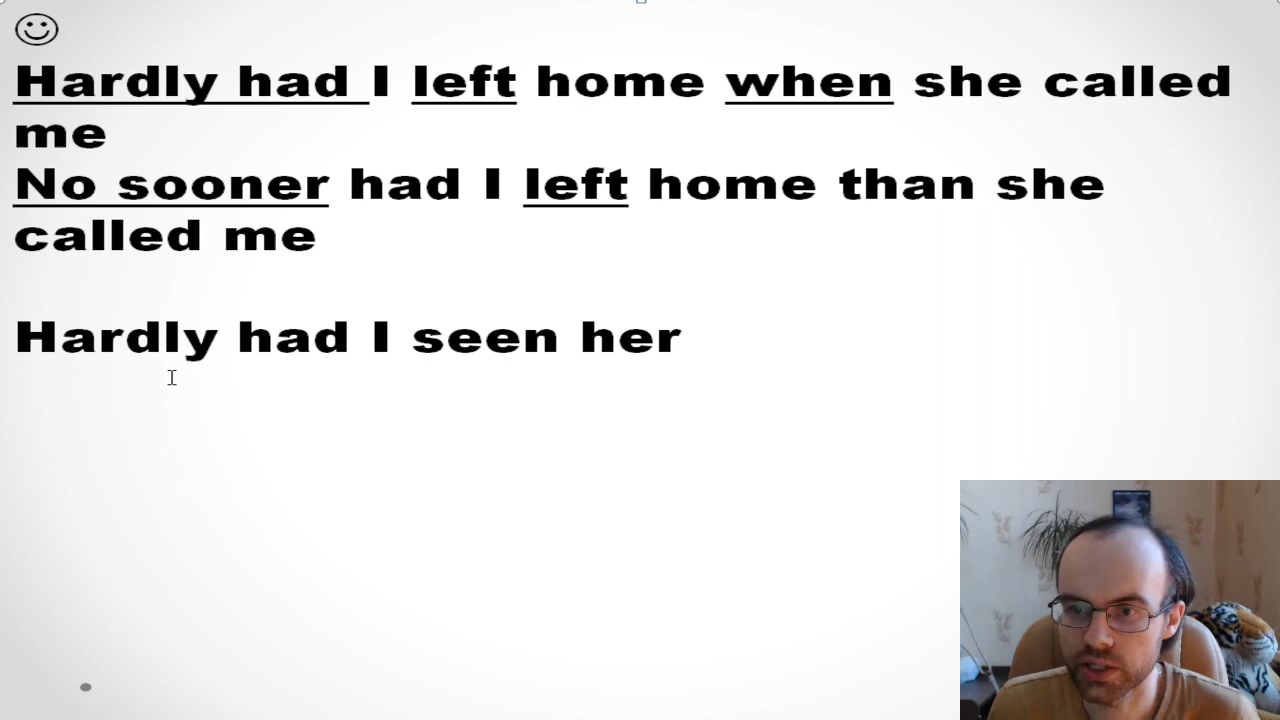 Hardly had I left home when she called
me
No sooner had I left home than she
called me
Hardly had I seen her